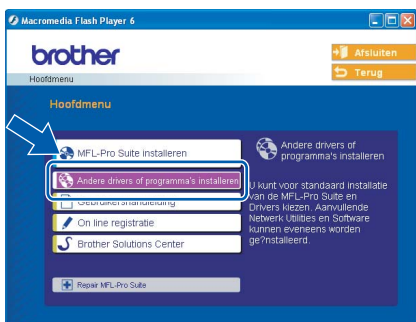 Macromedia Flash Player 6
brother
Afsluiten
Terug
Hoofdmenu
Hoofdmenu
MFL-Pro Suite installeren
Andere drivers of programma's installeren
Gebruikershandleiding
On line registratie
Brother Solutions Center
Repair MFL-Pro Suite
Andere drivers of
programma's installeren
U kunt voor standaard installatie
van de MFL-Pro Suite en
Drivers kiezen. Aanvullende
Netwerk Utilities en Software
kunnen eveneens worden
ge?nstalleerd.